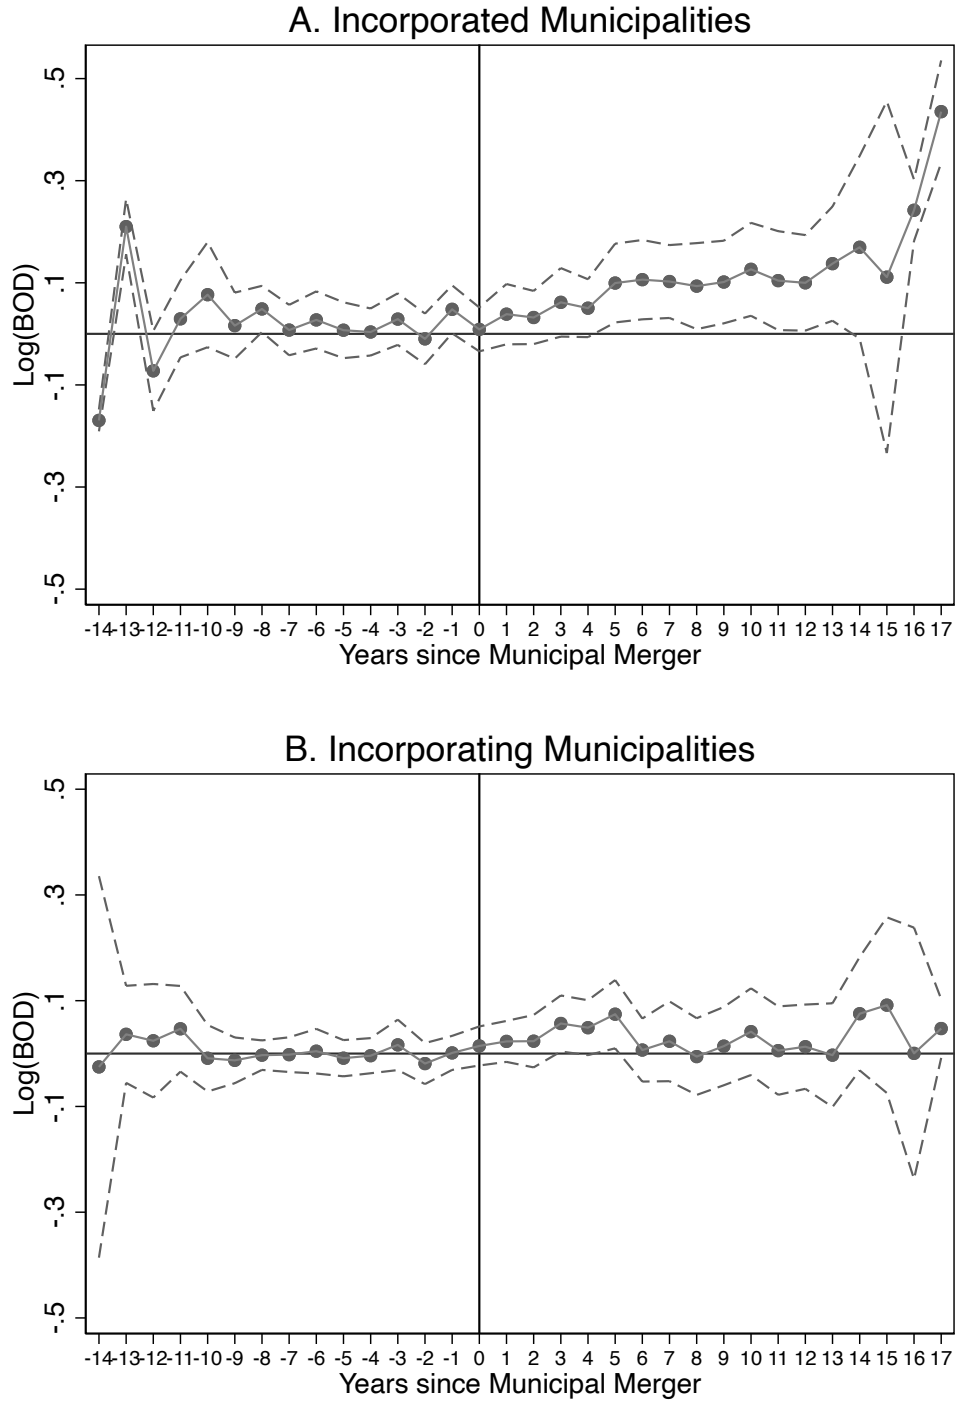 A. Incorporated Municipalities
.5
.3
.1
-.1
-.3
-.5
Log(BOD)
-14 -13 -12 -11 -10 -9 -8 -7 -6 -5 -4 -3 -2 -1 0 1 2 3 4 5 6 7 8 9 10 11 12 13 14 15 16 17
Years since Municipal Merger
B. Incorporating Municipalities
.5
.3
.1
-.1
-.3
-.5
Log(BOD)
-14 -13 -12 -11 -10 -9 -8 -7 -6 -5 -4 -3 -2 -1 0 1 2 3 4 5 6 7 8 9 10 11 12 13 14 15 16 17
Years since Municipal Merger